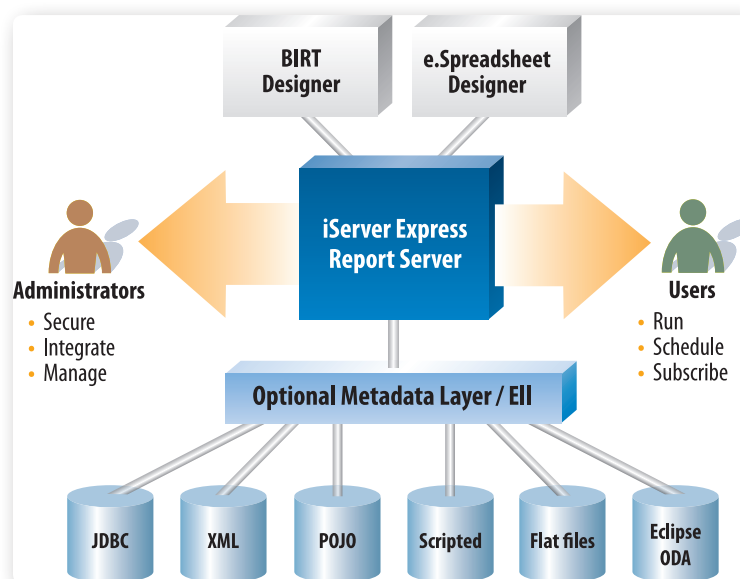 BIRT
Designer
e.Spreadsheet
Designer
iServer Express
Report Server
Administrators
• Secure
• Integrate
• Manage
Users
• Run
• Schedule
• Subscribe
Optional Metadata Layer / EII
JDBC
XML
POJO
Scripted
Flat files
Eclipse
ODA